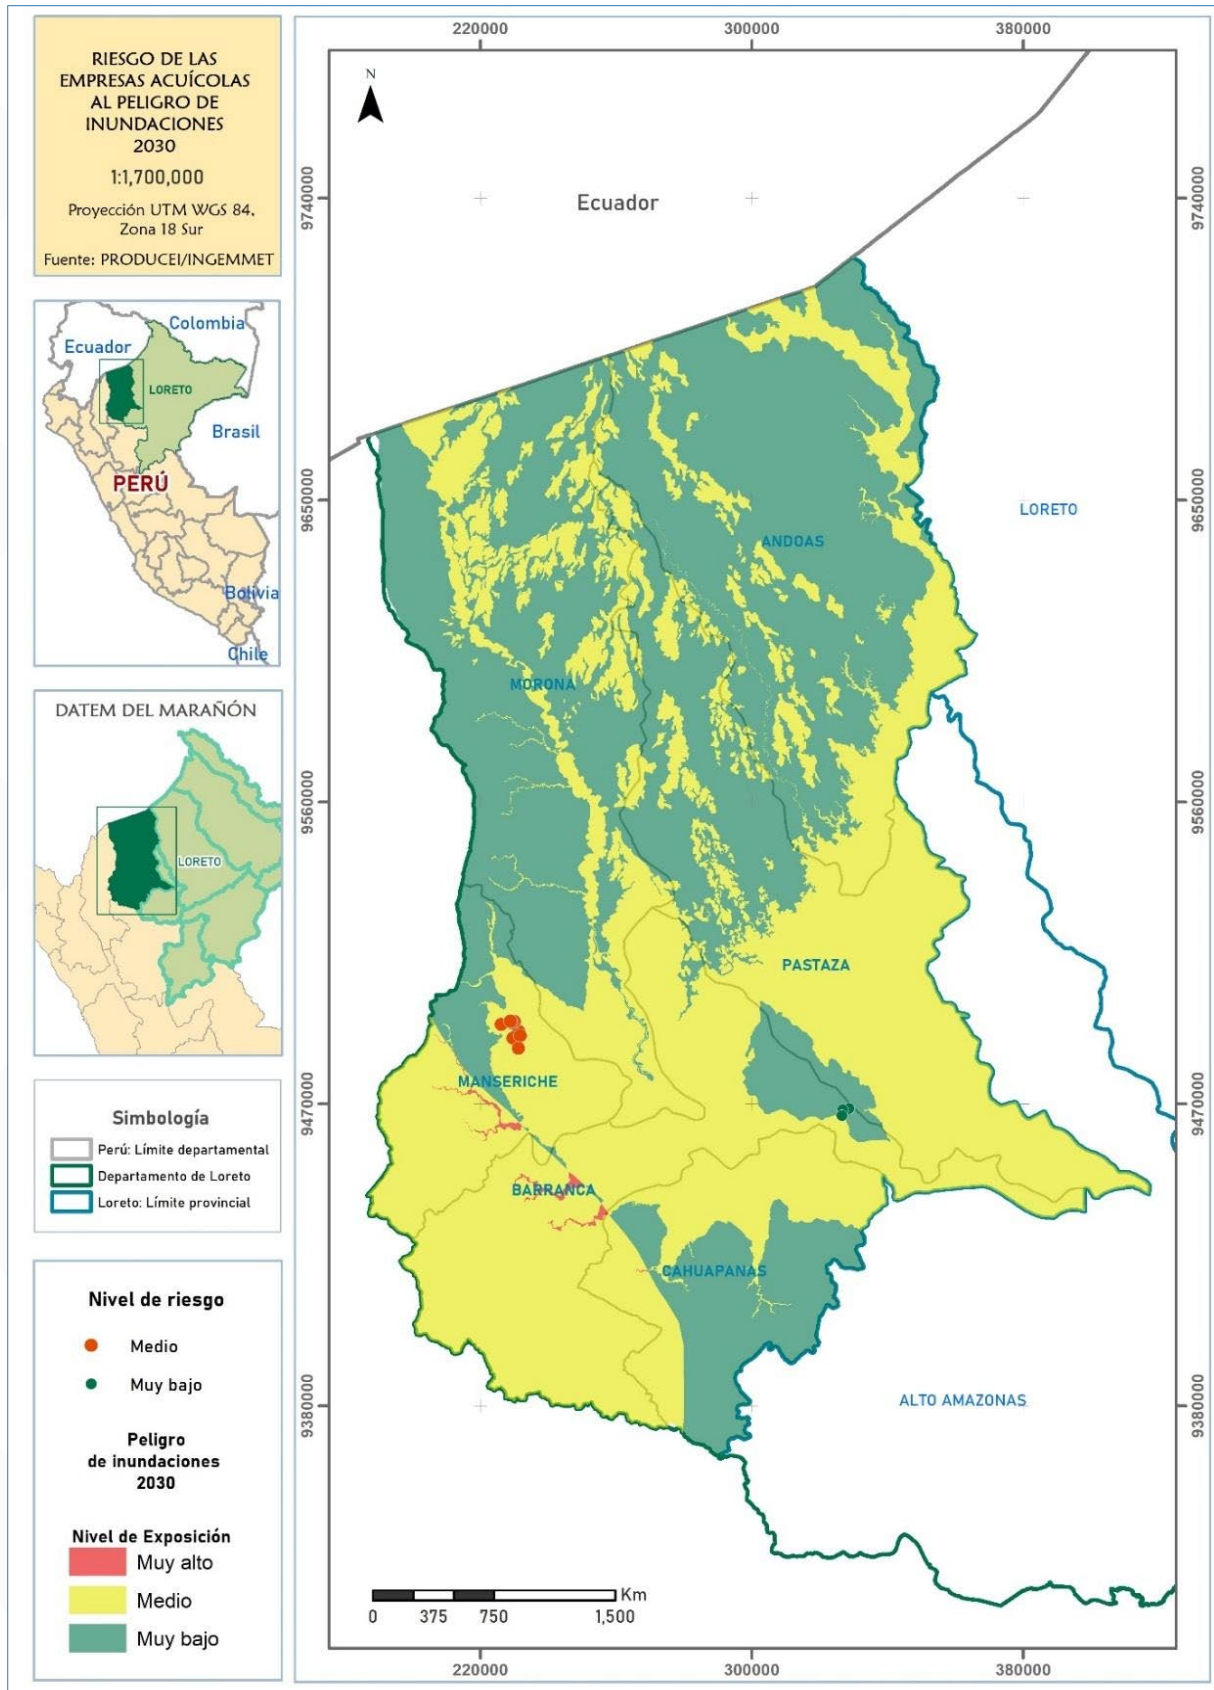 RIESGO DE LAS
EMPRESAS ACUÍCOLAS
AL PELIGRO DE
INUNDACIONES
2030
1:1,700,000
Proyección UTM WGS 84,
Zona 18 Sur
Fuente: PRODUCEI/INGEMMET
Colombia
Ecuador
LORETO
Brasil
PERÚ
Bolivia
Chile
DATEM DEL MARAÑÓN
LORETO
Simbología
Perú: Límite departamental
Departamento de Loreto
Loreto: Límite provincial
Nivel de riesgo
Medio
Muy bajo
Peligro
de inundaciones
2030
Nivel de Exposición
Muy alto
Medio
Muy bajo
220000
300000
380000
N
9740000
9740000
Ecuador
9650000
9650000
LORETO
ANDOAS
MORONA
9560000
9560000
PASTAZA
MANSERICHE
9470000
9470000
BARRANCA
CAHUAPANAS
9380000
9380000
ALTO AMAZONAS
Km
0
375
750
1,500
220000
300000
380000